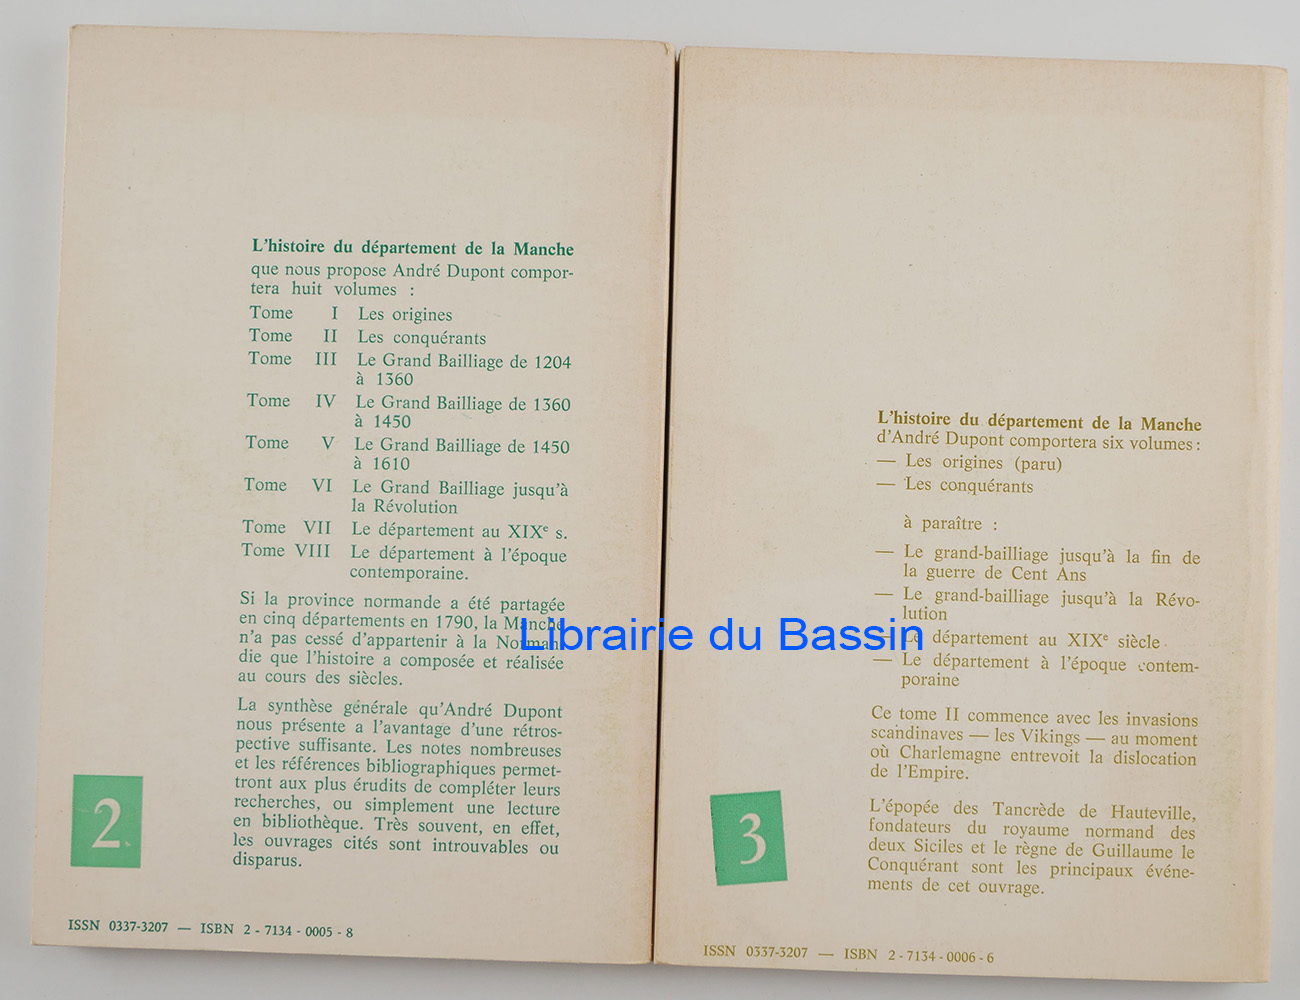 L'histoire du département de la Manche
que nous propose André Dupont compor-
tera huit volumes :
Tome I Les origines
Tome II Les conquérants
Tome III Le Grand Bailliage de 1204
à 1360
Tome IV Le Grand Bailliage de 1360
à 1450
Tome V Le Grand Bailliage de 1450
à 1610
Tome VI Le Grand Bailliage jusqu'à
la Révolution
Tome VII Le département au XIXe s.
Tome VIII Le département à l'époque
contemporaine.
Si la province normande a été partagée
en cinq départements en 1790, la Manche
n'a pas cessé d'appartenir à la Norman-
die que l'histoire a composée et réalisée
au cours des siècles.
La synthèse générale qu'André Dupont
nous présente a l'avantage d'une rétros-
pective suffisante. Les notes nombreuses
et les références bibliographiques permet-
tront aux plus érudits de compléter leurs
recherches, ou simplement une lecture
en bibliothèque. Très souvent, en effet,
les ouvrages cités sont introuvables ou
disparus.
2
ISSN 0337-3207 — ISBN 2 - 7134 - 0005 - 8
L'histoire du département de la Manche
d'André Dupont comportera six volumes :
— Les origines (paru)
— Les conquérants
à paraître :
— Le grand-bailliage jusqu'à la fin de
la guerre de Cent Ans
— Le grand-bailliage jusqu'à la Révo-
lution
— Le département au XIXe siècle
— Le département à l'époque contem-
poraine
Ce tome II commence avec les invasions
scandinaves — les Vikings — au moment
où Charlemagne entrevoit la dislocation
de l'Empire.
L'épopée des Tancrède de Hauteville,
fondateurs du royaume normand des
deux Siciles et le règne de Guillaume le
Conquérant sont les principaux événe-
ments de cet ouvrage.
3
ISSN 0337-3207 — ISBN 2 - 7134 - 0006 - 6
Librairie du Bassin